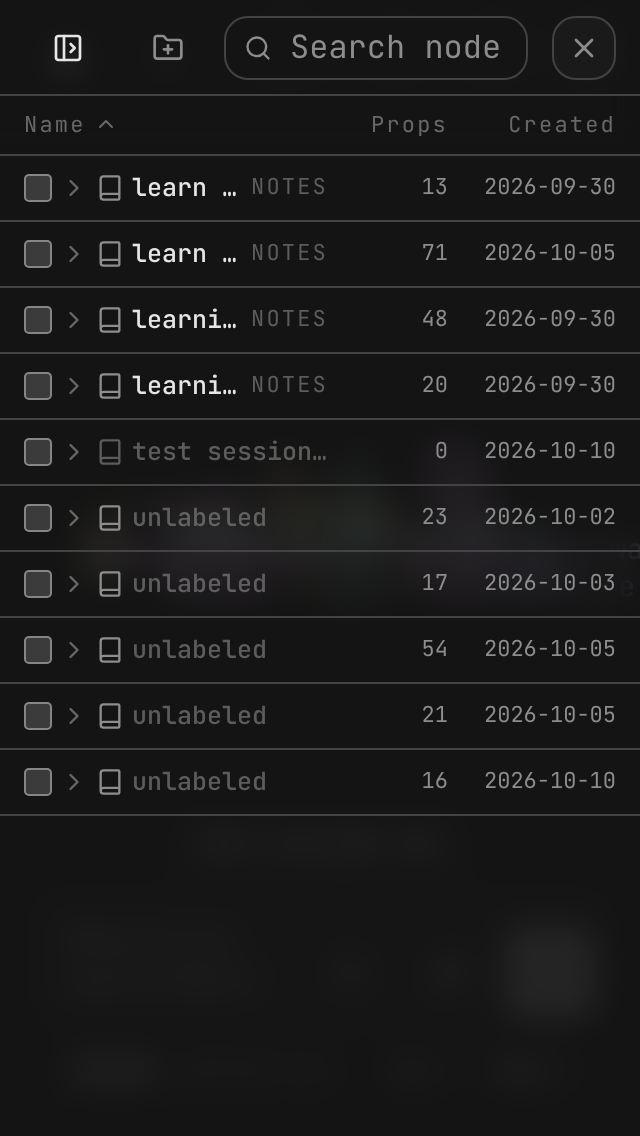 Search node
Name Props Created
learn … NOTES 13 2026-09-30
learn … NOTES 71 2026-10-05
learni… NOTES 48 2026-09-30
learni… NOTES 20 2026-09-30
test session… 0 2026-10-10
unlabeled 23 2026-10-02
unlabeled 17 2026-10-03
unlabeled 54 2026-10-05
unlabeled 21 2026-10-05
unlabeled 16 2026-10-10